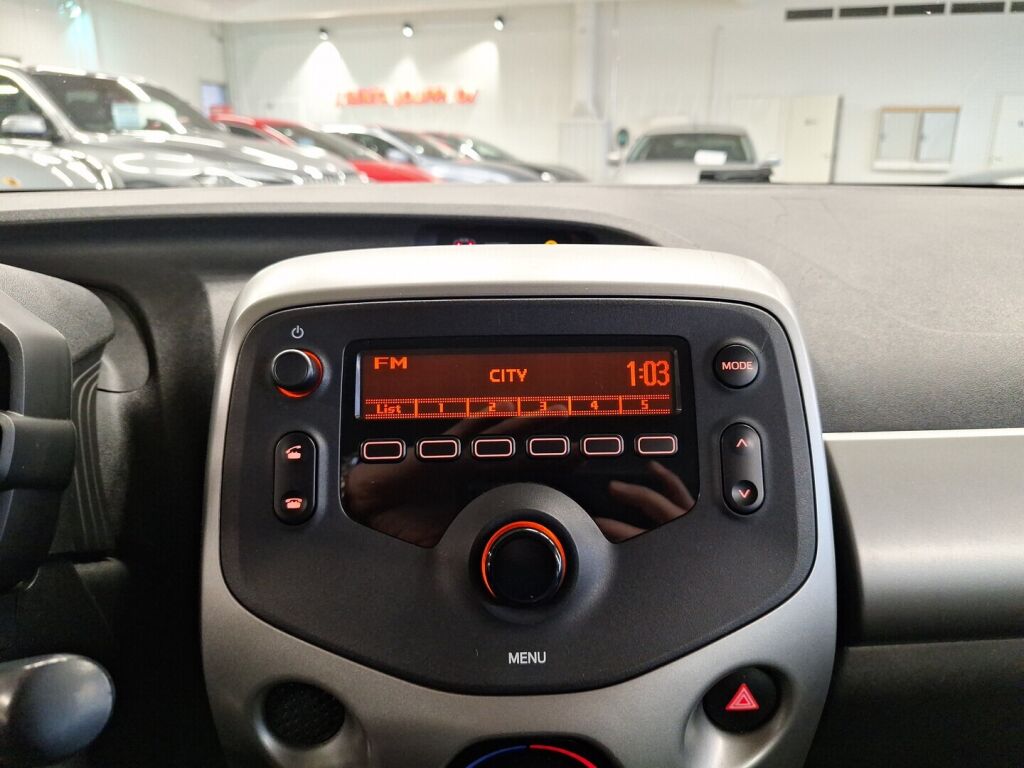 FM
CITY
1:03
MODE
List 1 2 3 4 5
MENU